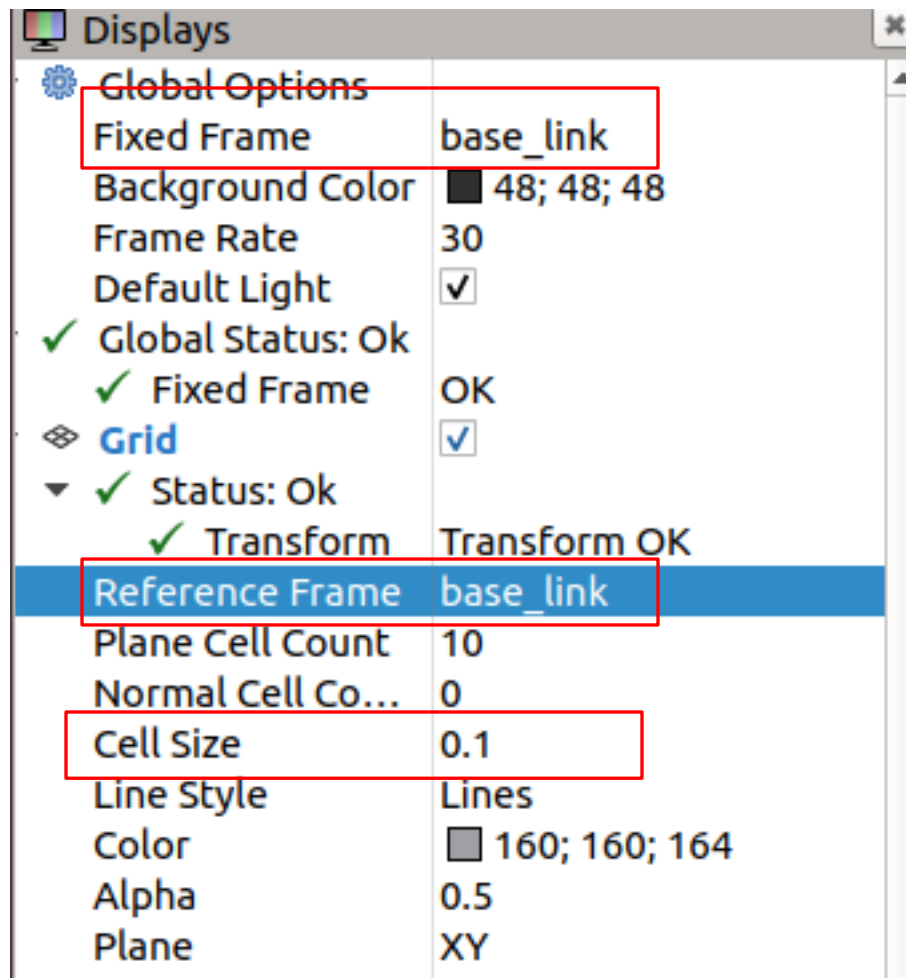 Displays
Global Options
Fixed Frame base_link
Background Color 48; 48; 48
Frame Rate 30
Default Light
Global Status: Ok
Fixed Frame OK
Grid
Status: Ok
Transform Transform OK
Reference Frame base_link
Plane Cell Count 10
Normal Cell Co... 0
Cell Size 0.1
Line Style Lines
Color 160; 160; 164
Alpha 0.5
Plane XY